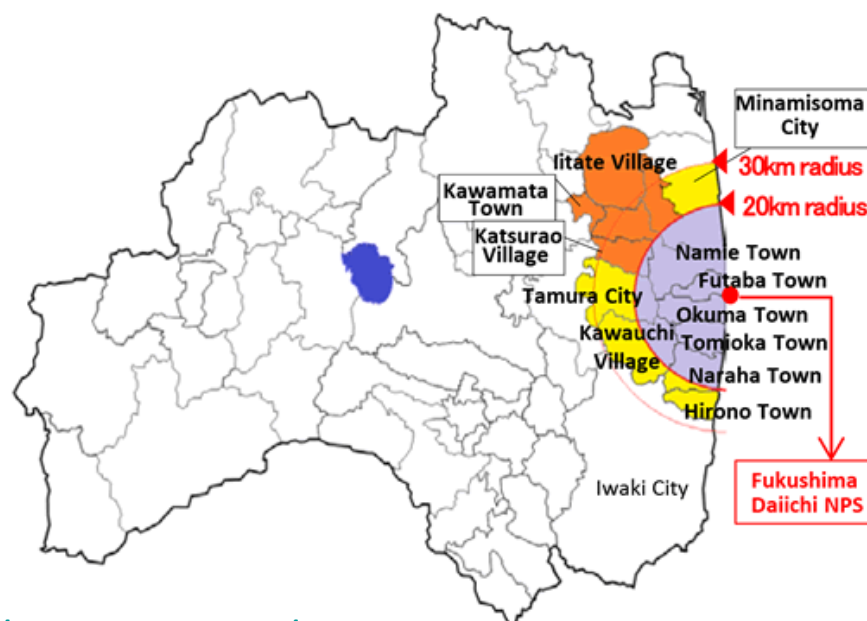 Minamisoma
City
Iitate Village
30km radius
Kawamata
Town
20km radius
Katsurao
Village
Namie Town
Futaba Town
Tamura City
Okuma Town
Kawauchi
Village
Tomioka Town
Naraha Town
Hirono Town
Iwaki City
Fukushima
Daiichi NPS